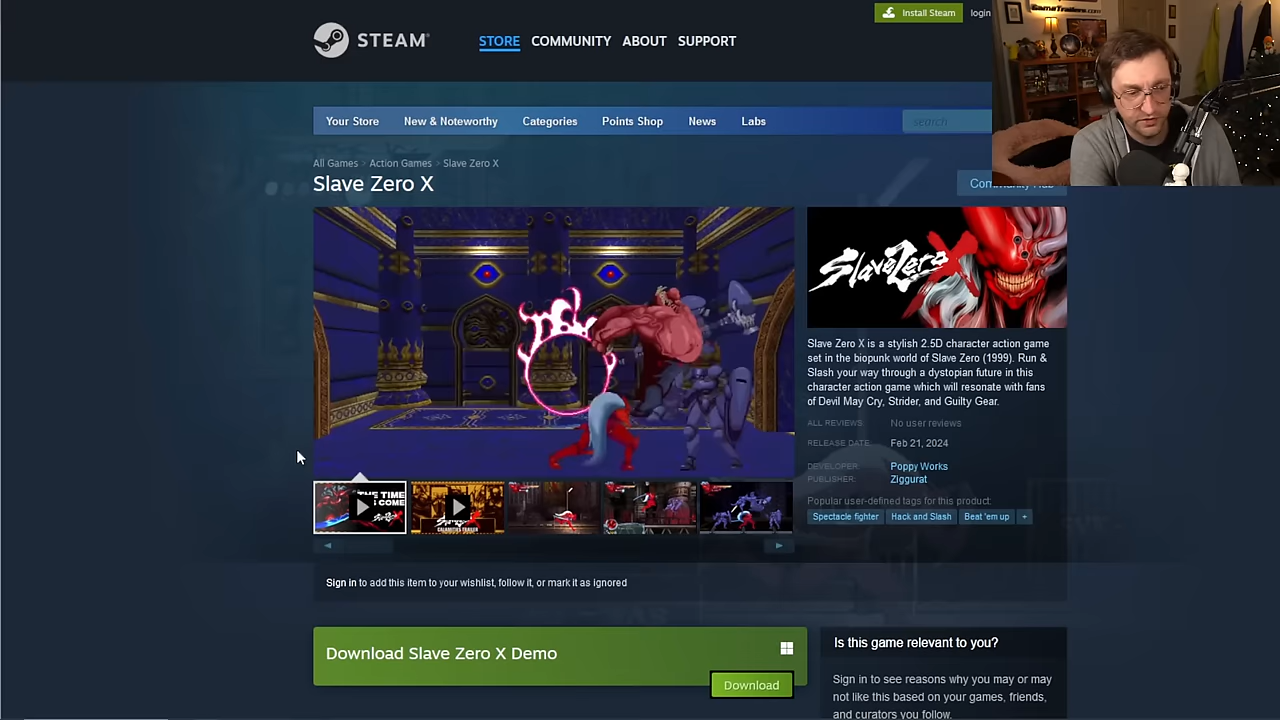 Install Steam
login
GameTrailers.com
STEAM
STORE COMMUNITY ABOUT SUPPORT
Your Store New & Noteworthy Categories Points Shop News Labs
search
All Games > Action Games > Slave Zero X
Slave Zero X
Community Hub
SlaveZero X
Slave Zero X is a stylish 2.5D character action game
set in the biopunk world of Slave Zero (1999). Run &
Slash your way through a dystopian future in this
character action game which will resonate with fans
of Devil May Cry, Strider, and Guilty Gear.
ALL REVIEWS: No user reviews
RELEASE DATE: Feb 21, 2024
DEVELOPER: Poppy Works
PUBLISHER: Ziggurat
Popular user-defined tags for this product:
Spectacle fighter Hack and Slash Beat 'em up +
Sign in to add this item to your wishlist, follow it, or mark it as ignored
Download Slave Zero X Demo
Download
Is this game relevant to you?
Sign in to see reasons why you may or may
not like this based on your games, friends,
and curators you follow.